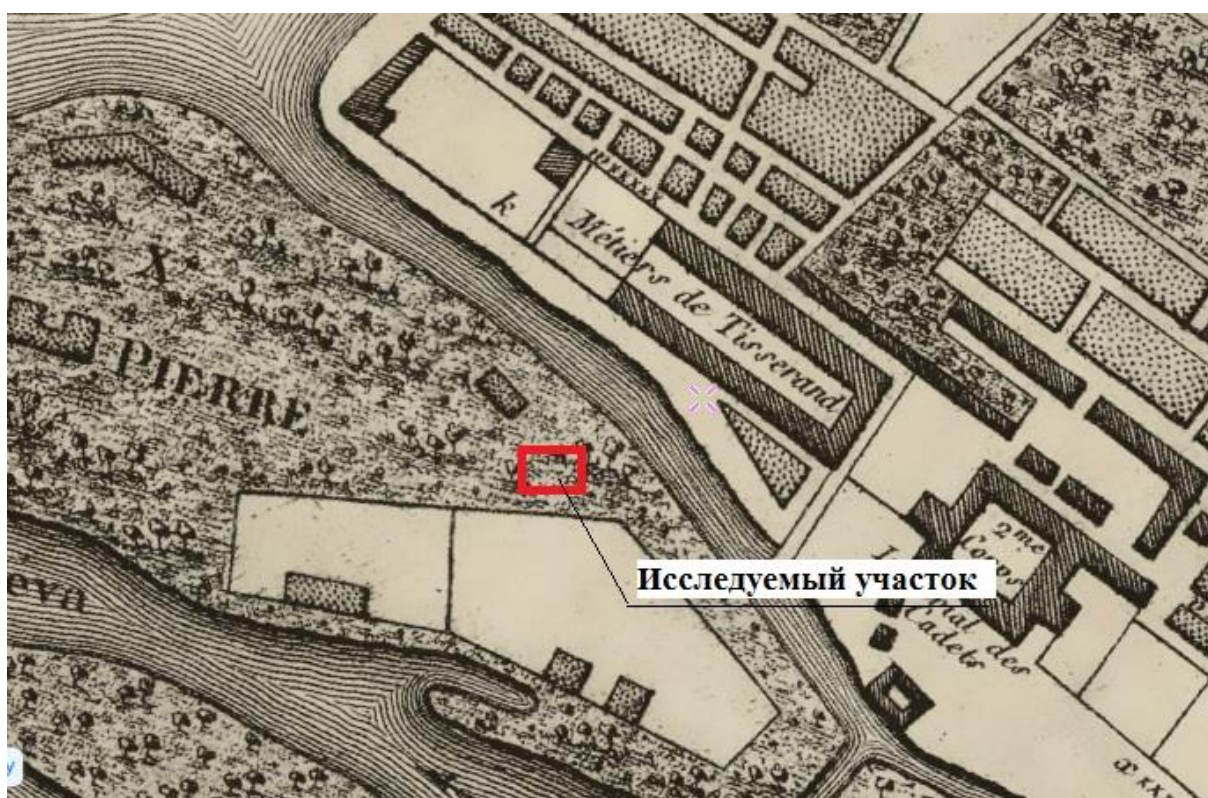 k
Métiers de Tisserand
X
PIERRE
Исследуемый участок
eva
I
2me
Corps
des
Cadets